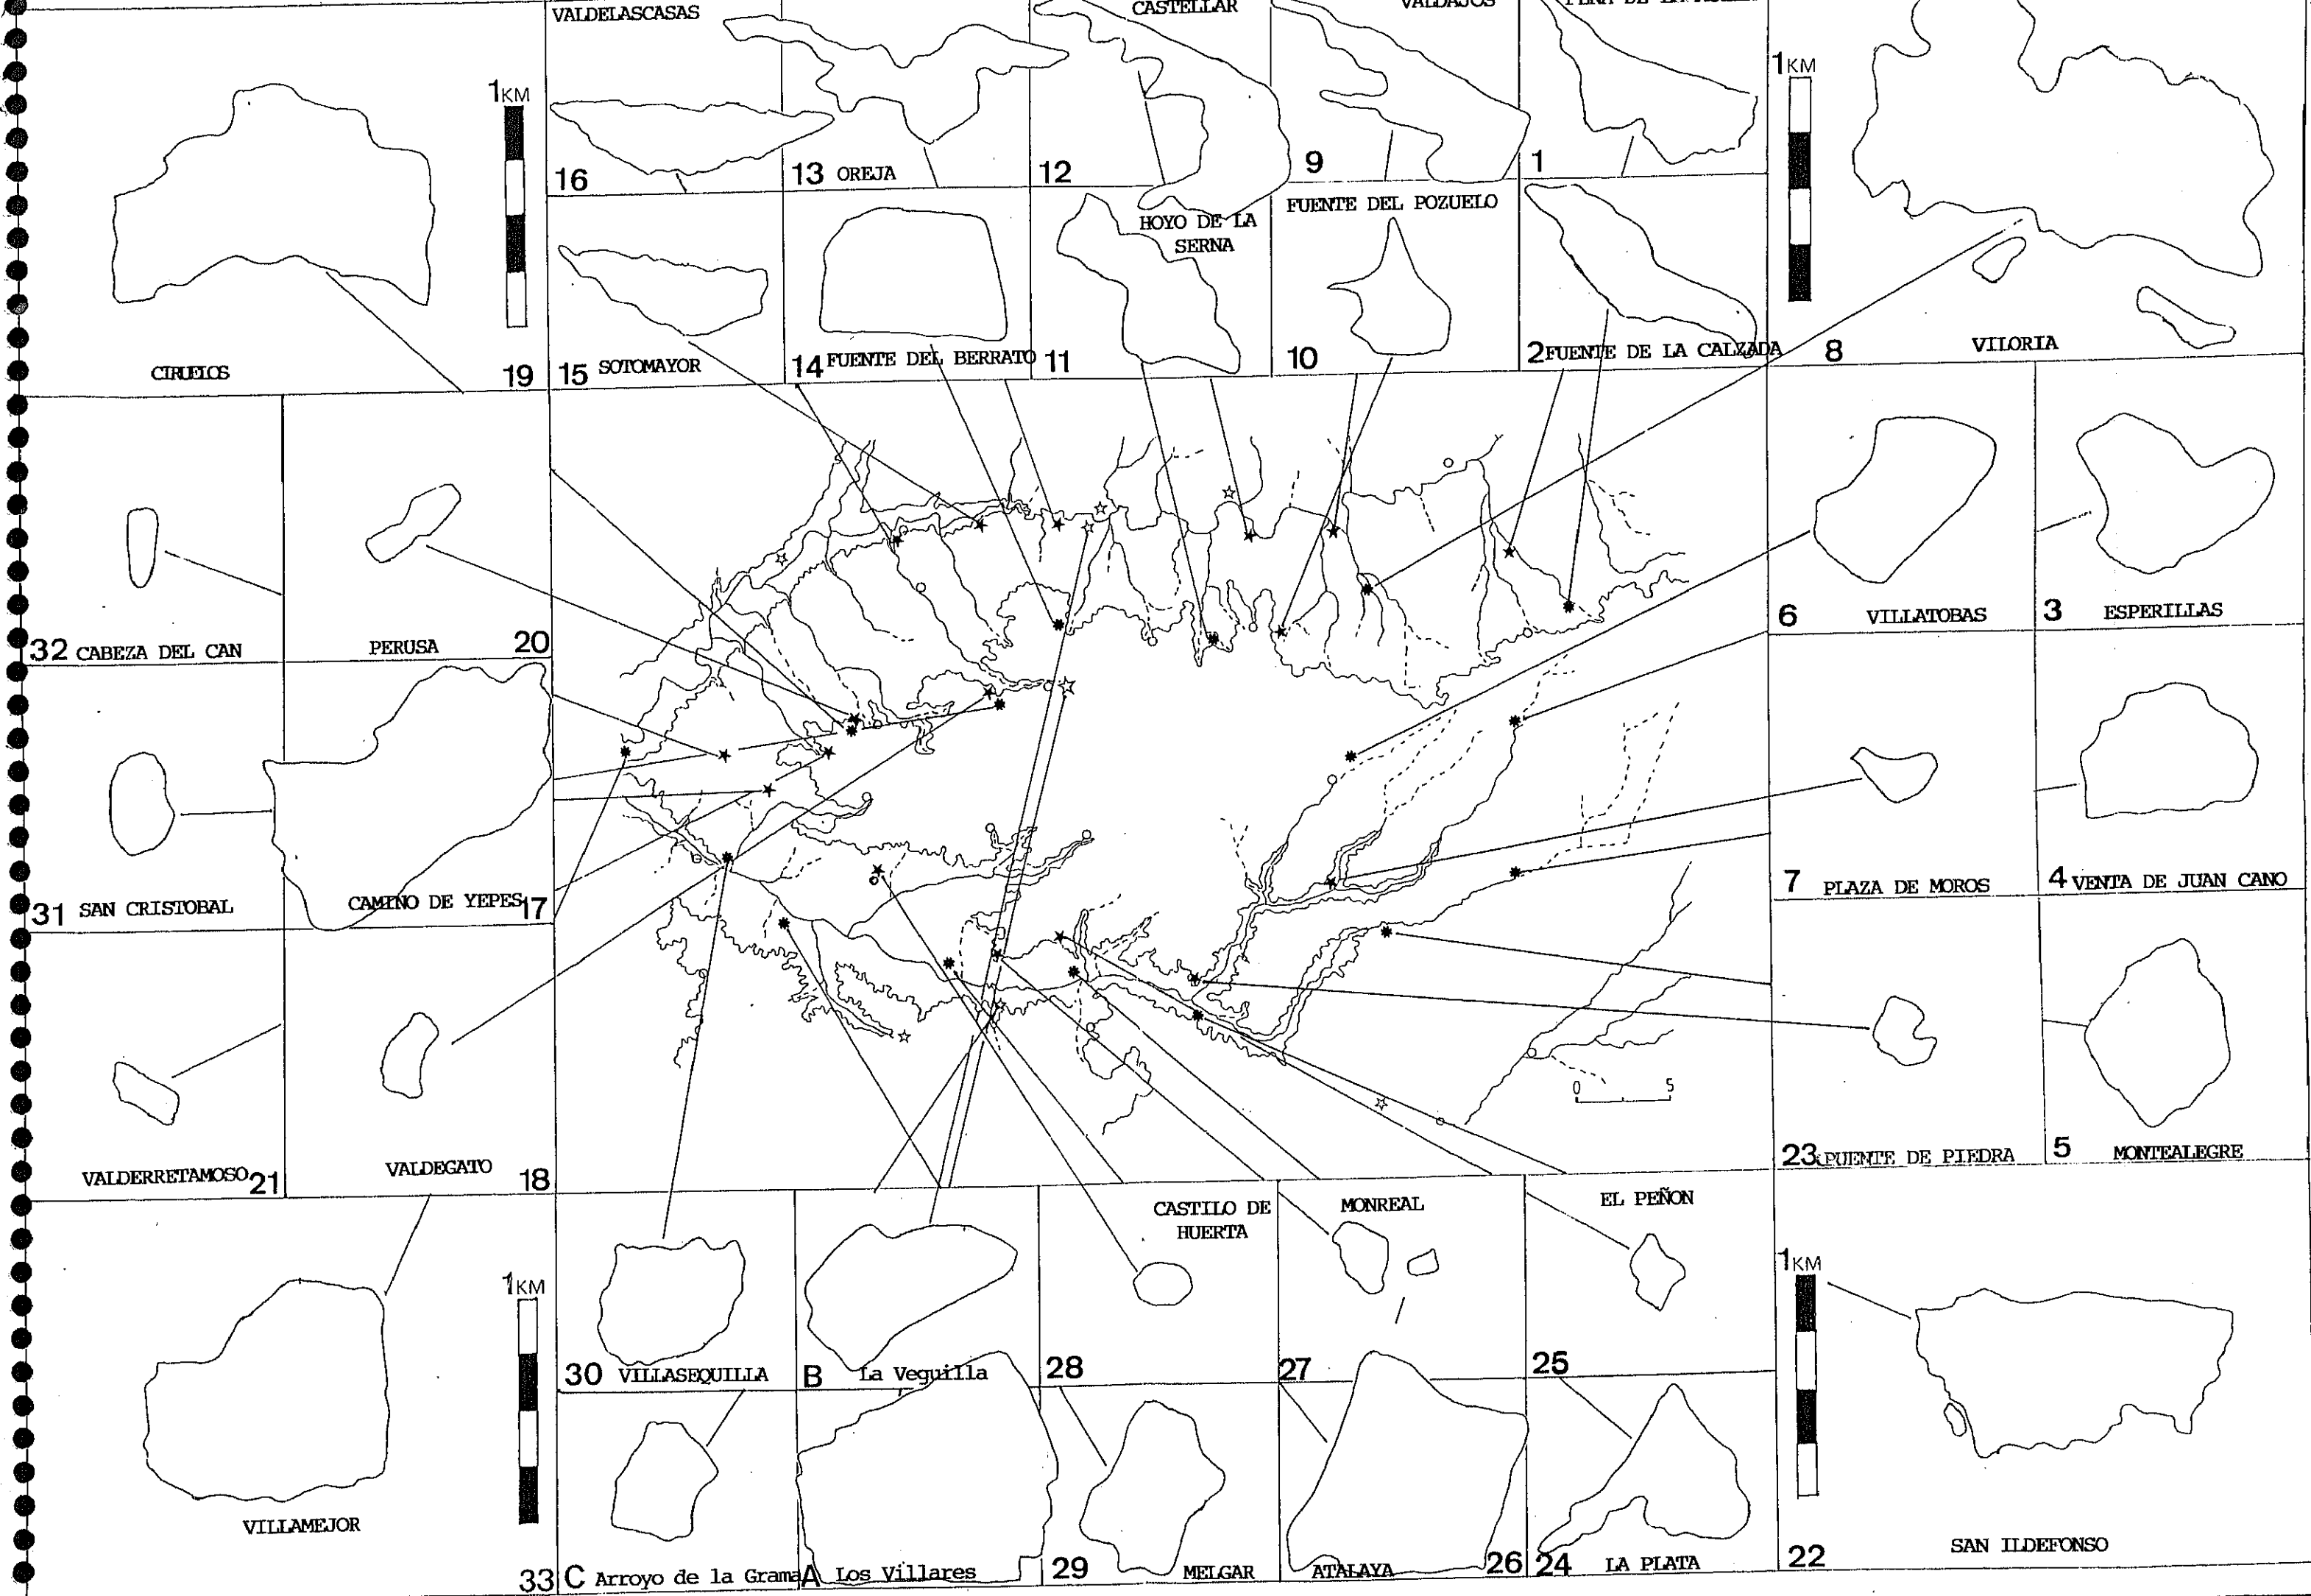 VALDELASCASAS
CASTELLAR
VALDAJOS
1KM
1KM
16
13 OREJA
12
9
1
HOYO DE LA
SERNA
FUENTE DEL POZUELO
CIRUELOS
19
15 SOTOMAYOR
14 FUENTE DEL BERRATO
11
10
2 FUENTE DE LA CALZADA
8
VILORIA
32 CABEZA DEL CAN
PERUSA
20
6
VILLATOBAS
3
ESPERILLAS
31 SAN CRISTOBAL
CAMINO DE YEPES
17
7
PLAZA DE MOROS
4 VENTA DE JUAN CANO
0
5
VALDERRETAMOSO 21
VALDEGATO
18
23 PUENTE DE PIEDRA
5
MONTEALEGRE
CASTILO DE
HUERTA
MONREAL
EL PEÑON
1KM
1KM
30 VILLASEQUILLA
B
La Veguilla
28
27
25
VILLAMEJOR
33
C Arroyo de la Grama
A Los Villares
29
MELGAR
ATALAYA
26
24
LA PLATA
22
SAN ILDEFONSO